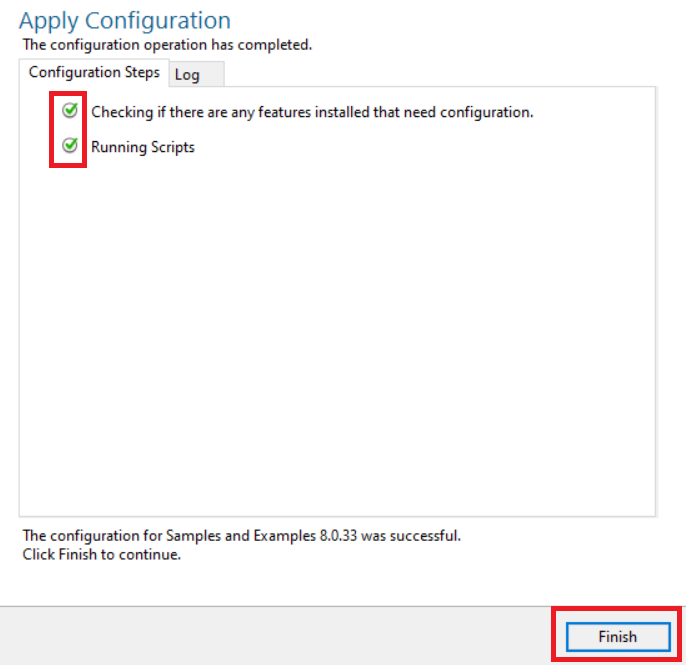 Apply Configuration
The configuration operation has completed.
Configuration Steps
Log
Checking if there are any features installed that need configuration.
Running Scripts
The configuration for Samples and Examples 8.0.33 was successful.
Click Finish to continue.
Finish